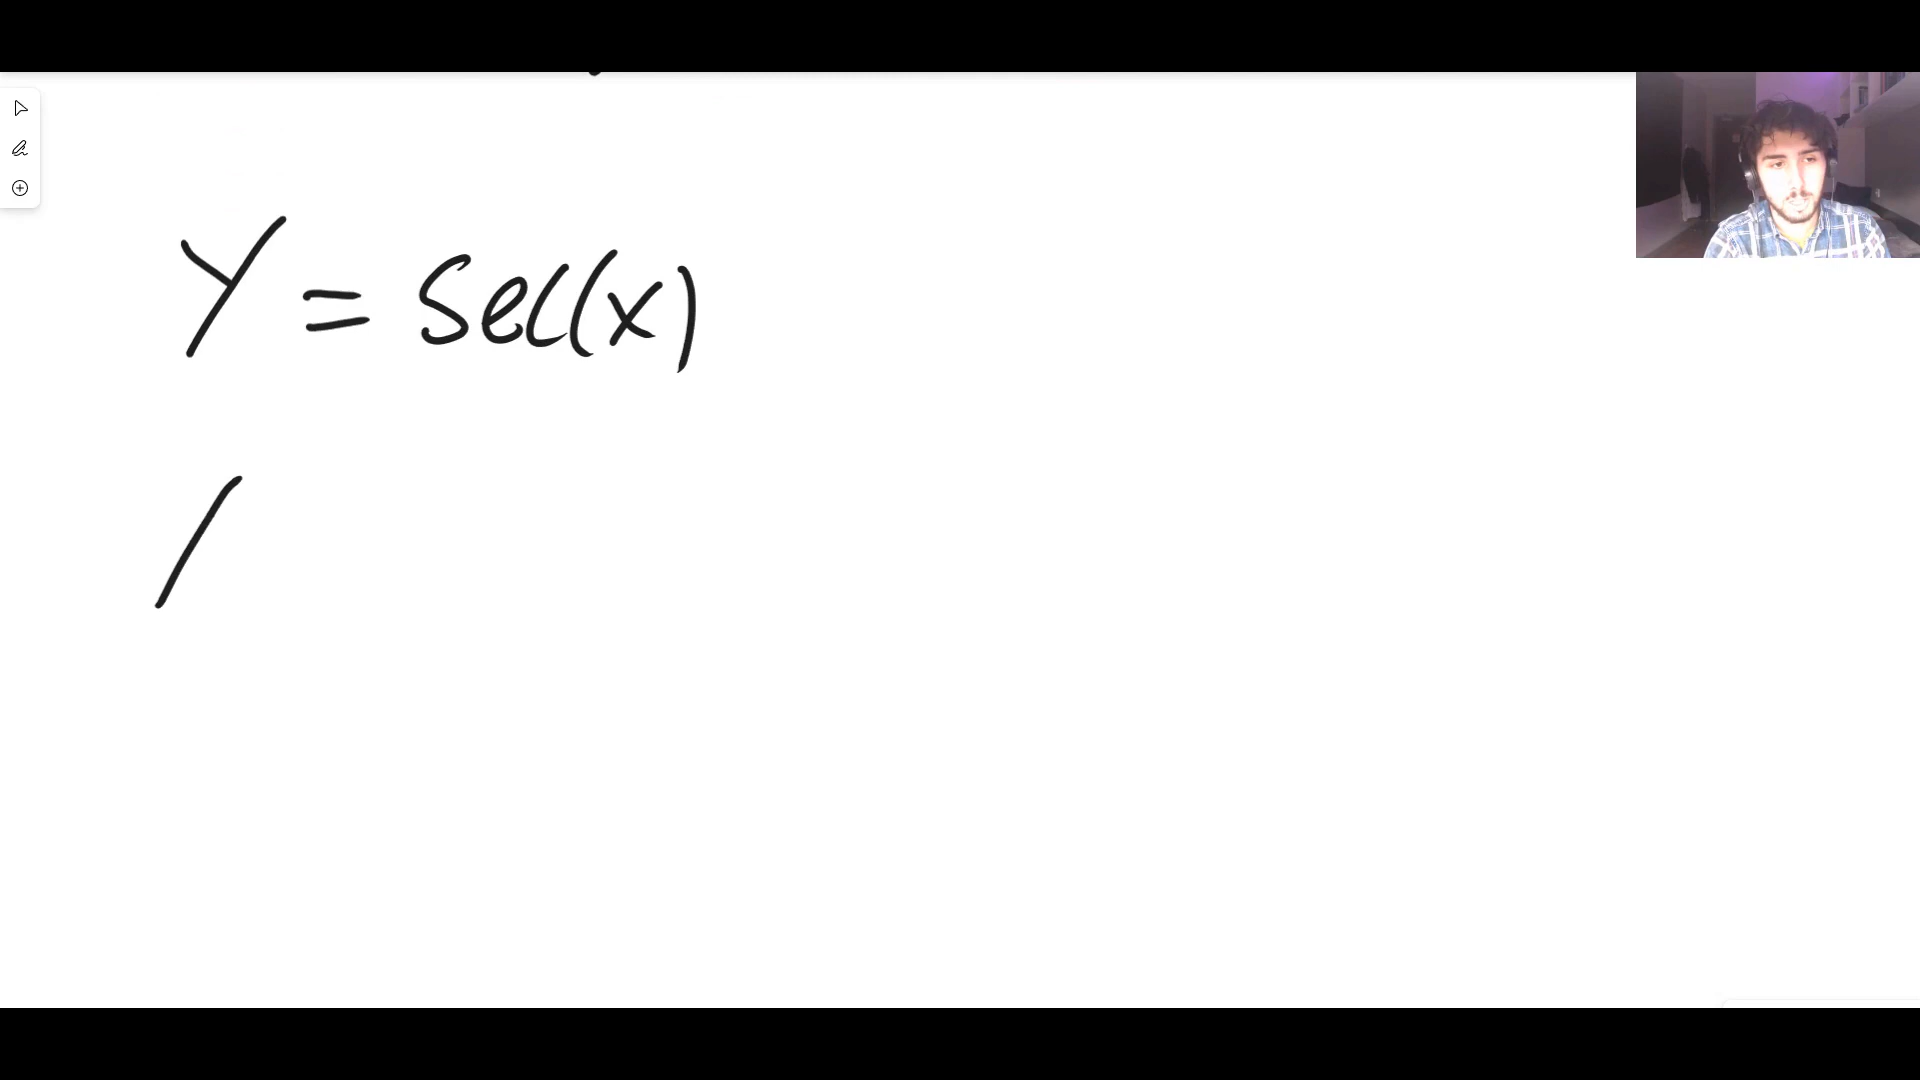 y = sec(x)
/